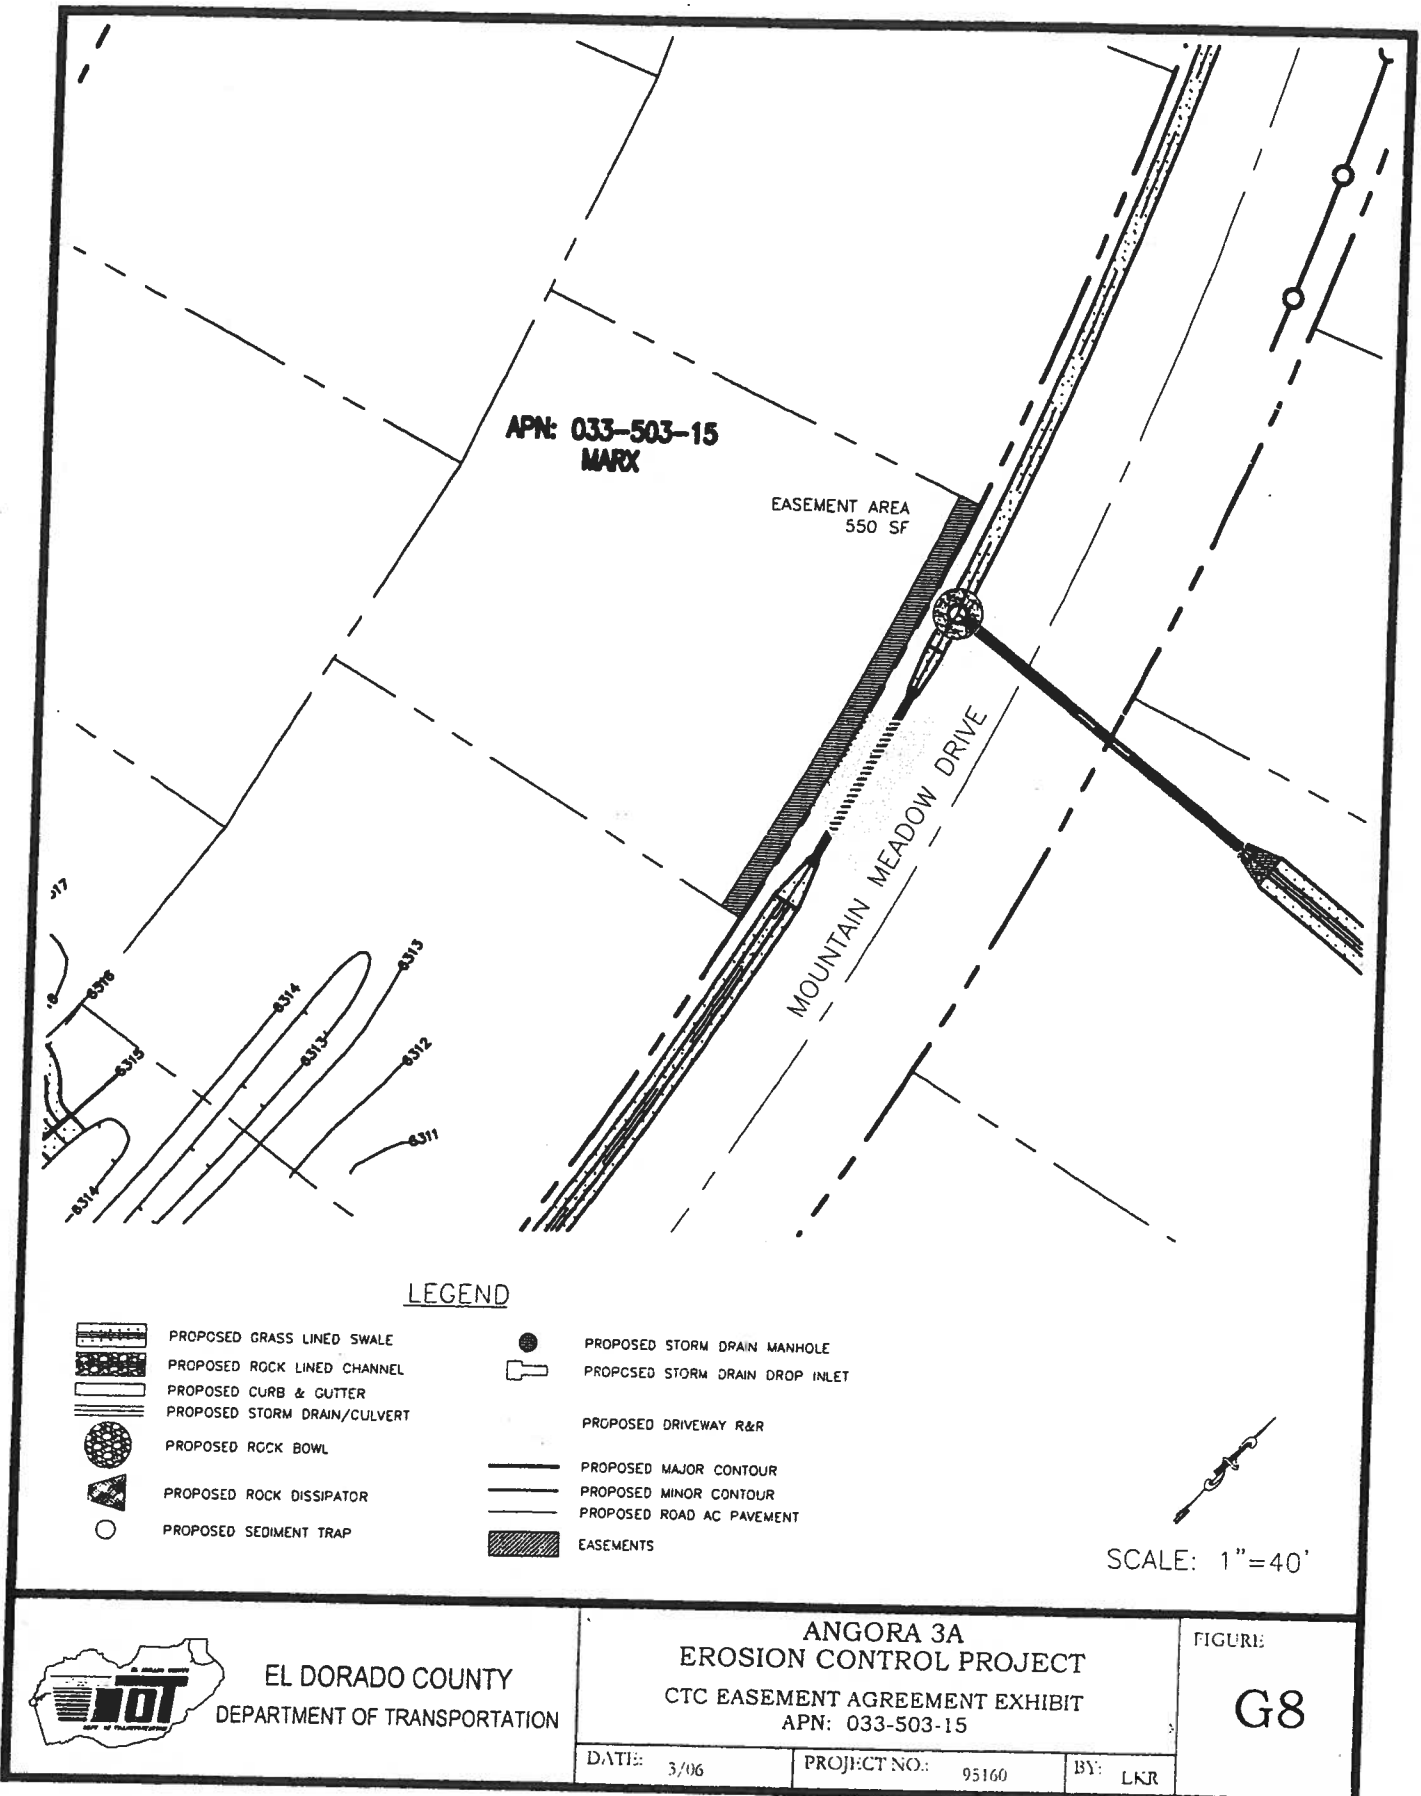 APN: 033-503-15
MARX
EASEMENT AREA
550 SF
MOUNTAIN MEADOW DRIVE
6316
6315
6314
6314
6313
6313
6312
6311
LEGEND
PROPOSED GRASS LINED SWALE
PROPOSED ROCK LINED CHANNEL
PROPOSED CURB & GUTTER
PROPOSED STORM DRAIN/CULVERT
PROPOSED ROCK BOWL
PROPOSED ROCK DISSIPATOR
PROPOSED SEDIMENT TRAP
PROPOSED STORM DRAIN MANHOLE
PROPOSED STORM DRAIN DROP INLET
PROPOSED DRIVEWAY R&R
PROPOSED MAJOR CONTOUR
PROPOSED MINOR CONTOUR
PROPOSED ROAD AC PAVEMENT
EASEMENTS
SCALE: 1"=40'
DOT
EL DORADO COUNTY
DEPARTMENT OF TRANSPORTATION
ANGORA 3A
EROSION CONTROL PROJECT
CTC EASEMENT AGREEMENT EXHIBIT
APN: 033-503-15
DATE: 3/06
PROJECT NO.: 95160
BY: LKR
FIGURE
G8